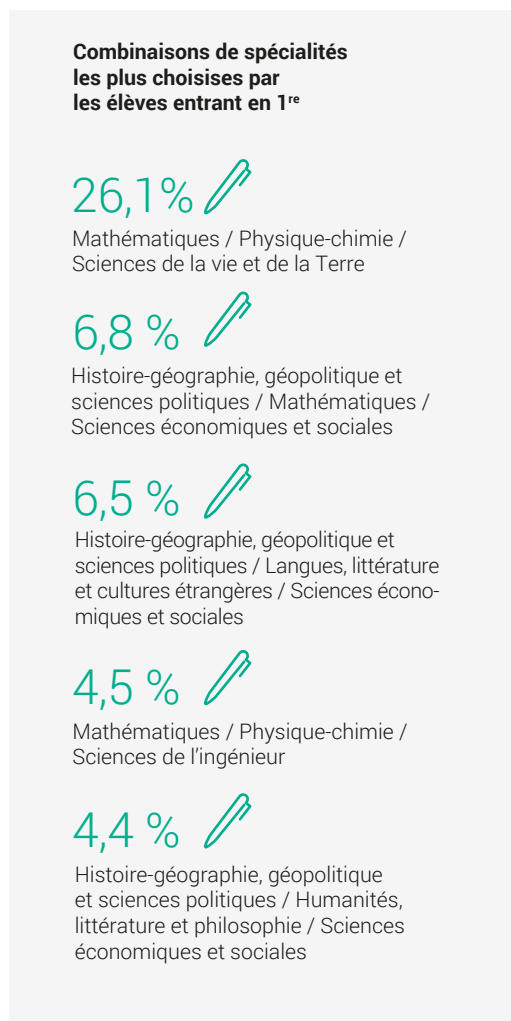 Combinaisons de spécialités
les plus choisises par
les élèves entrant en 1re
26,1%
Mathématiques / Physique-chimie /
Sciences de la vie et de la Terre
6,8 %
Histoire-géographie, géopolitique et
sciences politiques / Mathématiques /
Sciences économiques et sociales
6,5 %
Histoire-géographie, géopolitique et
sciences politiques / Langues, littérature
et cultures étrangères / Sciences écono-
miques et sociales
4,5 %
Mathématiques / Physique-chimie /
Sciences de l'ingénieur
4,4 %
Histoire-géographie, géopolitique
et sciences politiques / Humanités,
littérature et philosophie / Sciences
économiques et sociales